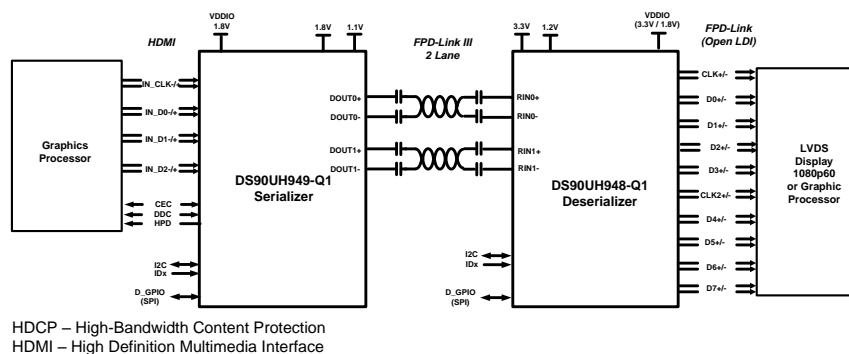 VDDIO
1.8V
1.8V
1.1V
HDMI
FPD-Link III
2 Lane
3.3V
1.2V
VDDIO
(3.3V / 1.8V)
FPD-Link
(Open LDI)
Graphics
Processor
IN_CLK-/+
IN_D0-/+
IN_D1-/+
IN_D2-/+
CEC
DDC
HPD
I2C
IDx
D_GPIO
(SPI)
DS90UH949-Q1
Serializer
DOUT0+
DOUT0-
DOUT1+
DOUT1-
RIN0+
RIN0-
RIN1+
RIN1-
DS90UH948-Q1
Deserializer
I2C
IDx
D_GPIO
(SPI)
CLK+/-
D0+/-
D1+/-
D2+/-
D3+/-
CLK2+/-
D4+/-
D5+/-
D6+/-
D7+/-
LVDS
Display
1080p60
or Graphic
Processor
HDCP – High-Bandwidth Content Protection
HDMI – High Definition Multimedia Interface